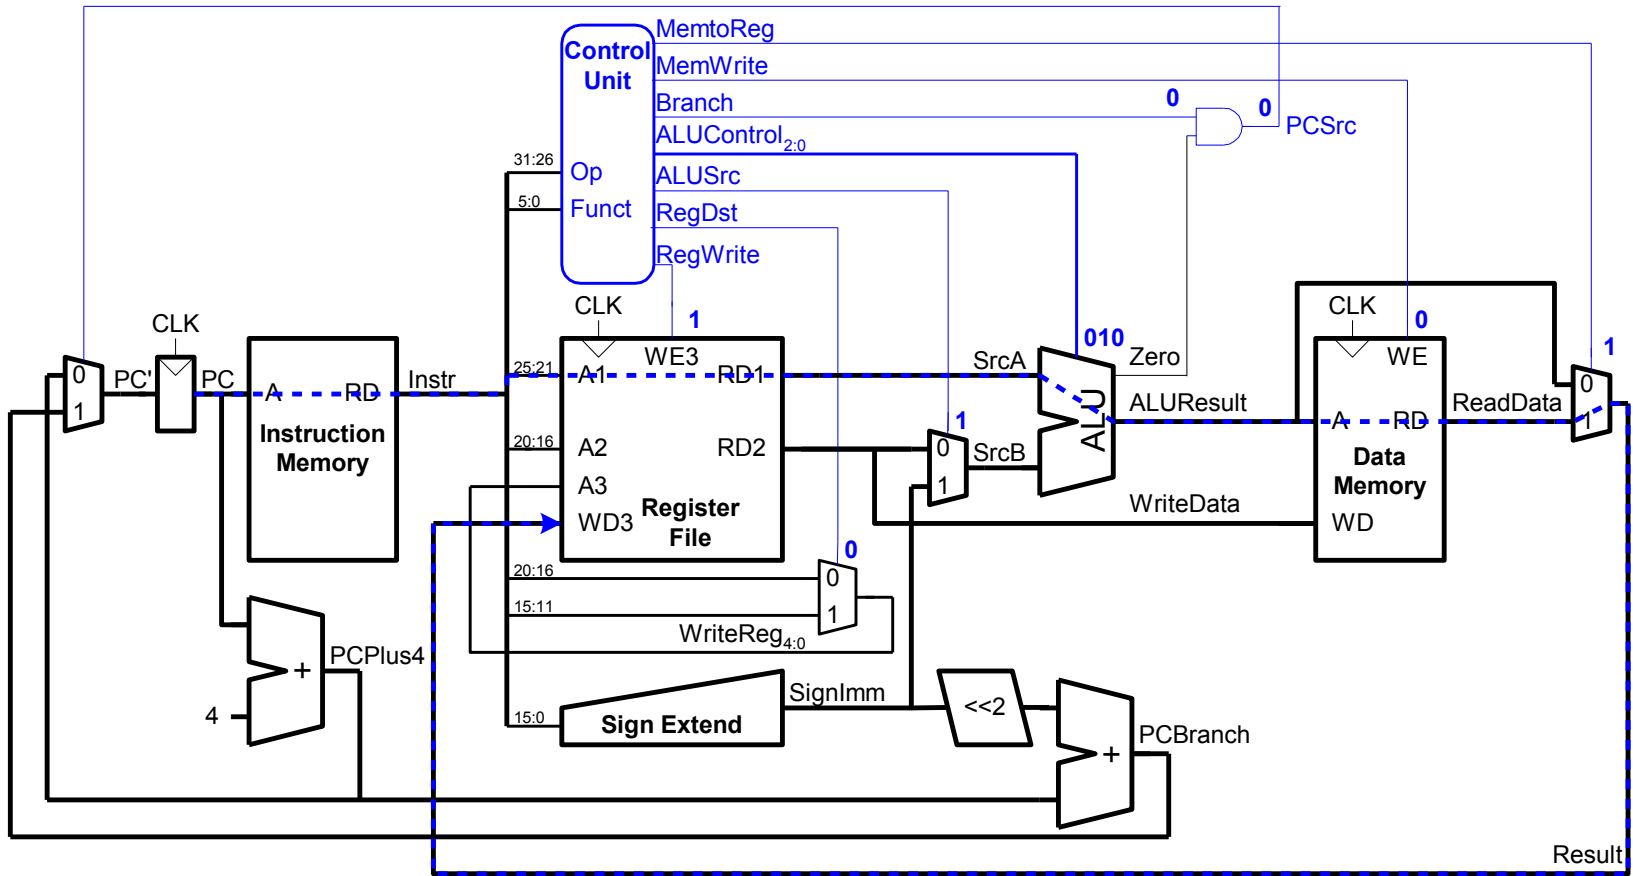 MemtoReg
Control
Unit
MemWrite
Branch
0
0
PCSrc
ALUControl2:0
31:26
Op
ALUSrc
5:0
Funct
RegDst
RegWrite
CLK
CLK
CLK
1
010
0
1
WE3
SrcA
Zero
WE
0
PC'
PC
A
RD
Instr
25:21
A1
RD1
0
1
1
ALU
ALUResult
A
RD
ReadData
1
Instruction
Memory
20:16
A2
RD2
0
SrcB
Data
Memory
A3
1
WriteData
WD3
Register
File
WD
0
20:16
0
15:11
1
WriteReg4:0
PCPlus4
+
4
SignImm
<<2
15:0
Sign Extend
PCBranch
+
Result